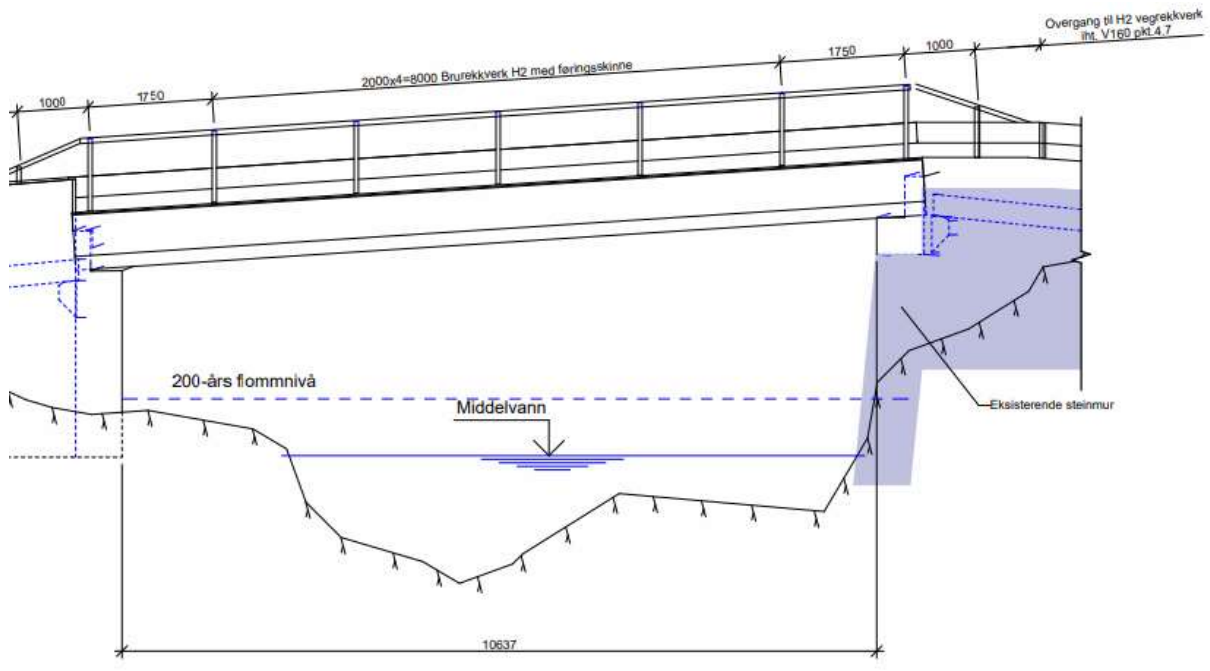 Overgang til H2 vegrekkverk
iht. V160 pkt.4.7
1000
1750
2000x4=8000 Brurekkverk H2 med føringsskinne
1750
1000
200-års flommnivå
Middelvann
Eksisterende steinmur
10637